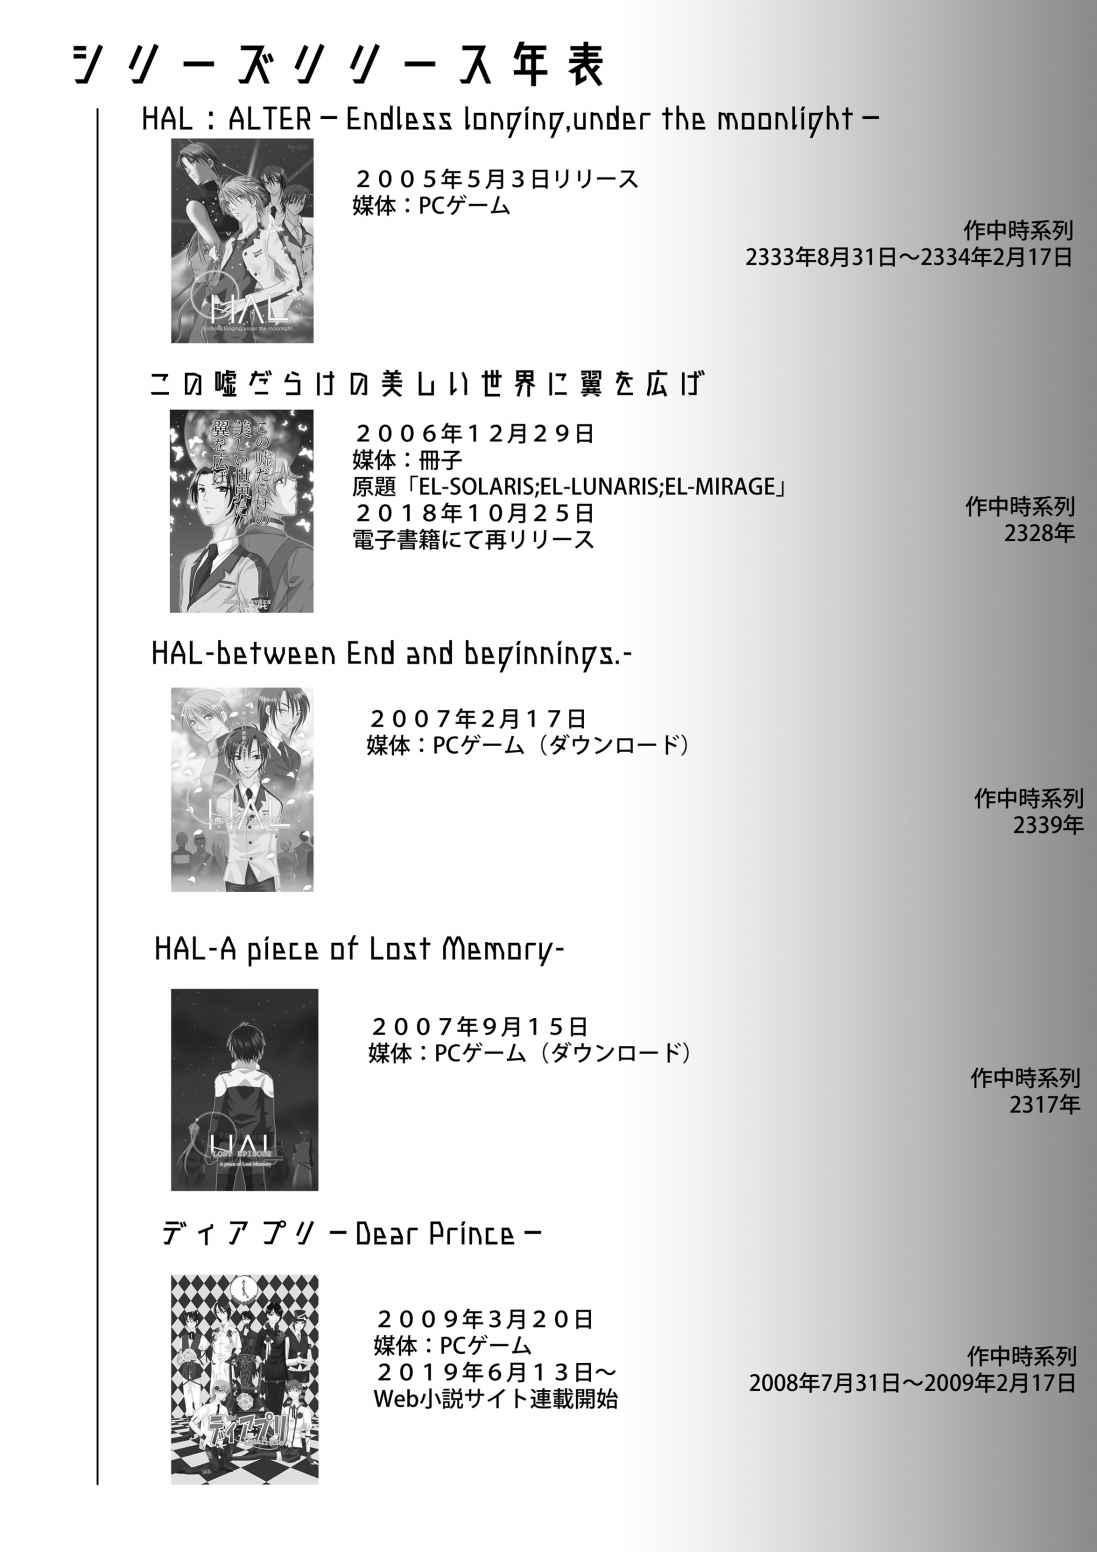 シリーズリリース年表
HAL：ALTER－Endless longing,under the moonlight－
HAL
２００５年５月３日リリース
媒体：PCゲーム
作中時系列
2333年8月31日～2334年2月17日
この嘘だらけの美しい世界に翼を広げ
２００６年１２月２９日
媒体：冊子
原題「EL-SOLARIS;EL-LUNARIS;EL-MIRAGE」
２０１８年１０月２５日
電子書籍にて再リリース
作中時系列
2328年
HAL-between End and beginnings.-
HAL
２００７年２月１７日
媒体：PCゲーム（ダウンロード）
作中時系列
2339年
HAL-A piece of Lost Memory-
HAL
LOST EPISODE
A piece of Lost Memory
２００７年９月１５日
媒体：PCゲーム（ダウンロード）
作中時系列
2317年
ディアプリ－Dear Prince－
ディアプリ
２００９年３月２０日
媒体：PCゲーム
２０１９年６月１３日～
Web小説サイト連載開始
作中時系列
2008年7月31日～2009年2月17日